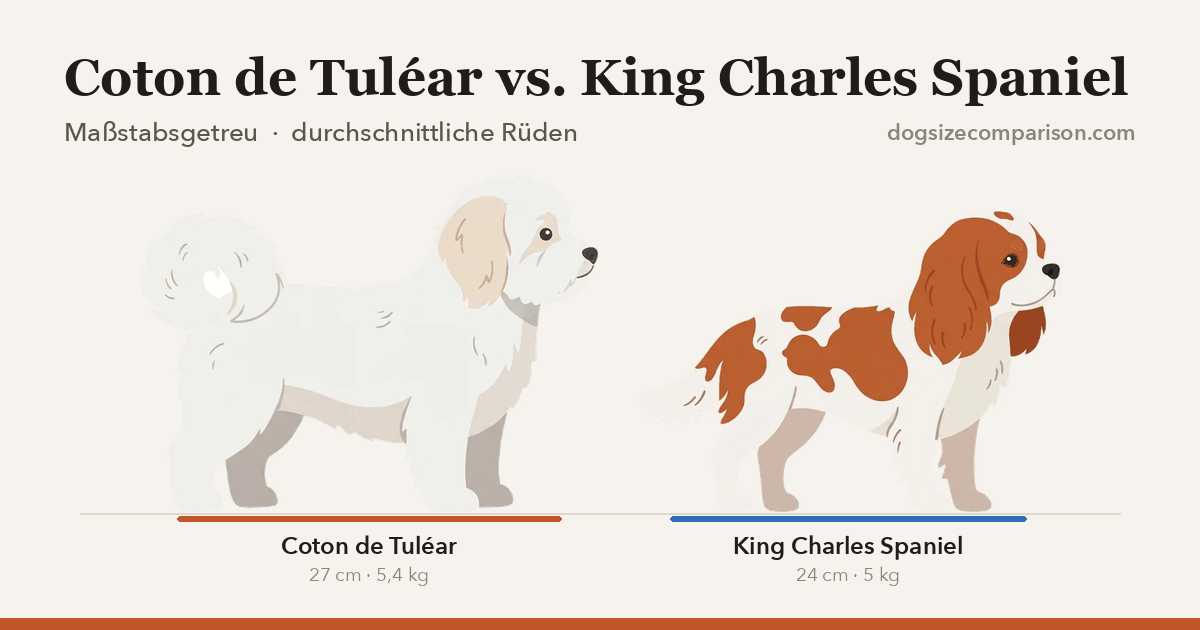 Coton de Tuléar vs. King Charles Spaniel
Maßstabsgetreu · durchschnittliche Rüden
dogsizecomparison.com
Coton de Tuléar
27 cm · 5,4 kg
King Charles Spaniel
24 cm · 5 kg